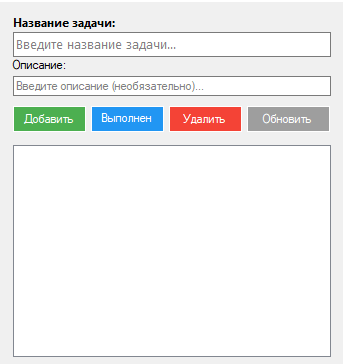 Название задачи:
Введите название задачи...
Описание:
Введите описание (необязательно)...
Добавить Выполнен Удалить Обновить